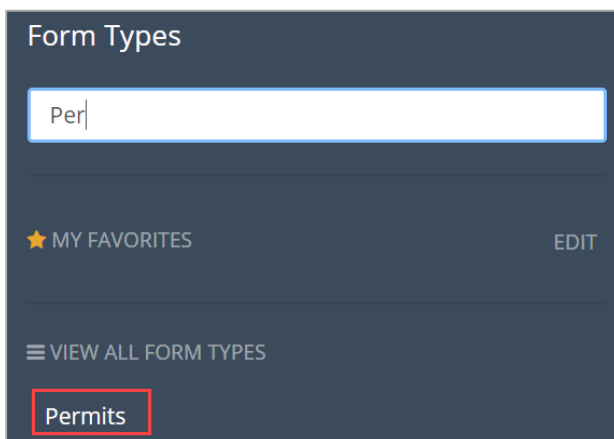 Form Types
Per
MY FAVORITES EDIT
VIEW ALL FORM TYPES
Permits